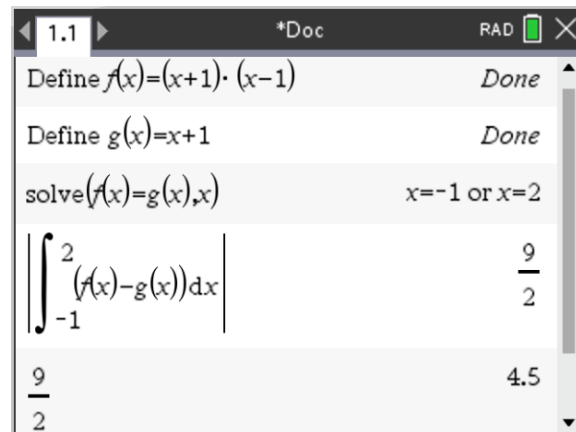 1.1 *Doc RAD
Define f(x)=(x+1)· (x−1) Done
Define g(x)=x+1 Done
solve(f(x)=g(x),x) x=-1 or x=2
|∫_{-1}^{2}(f(x)−g(x))dx| 9/2
9/2 4.5